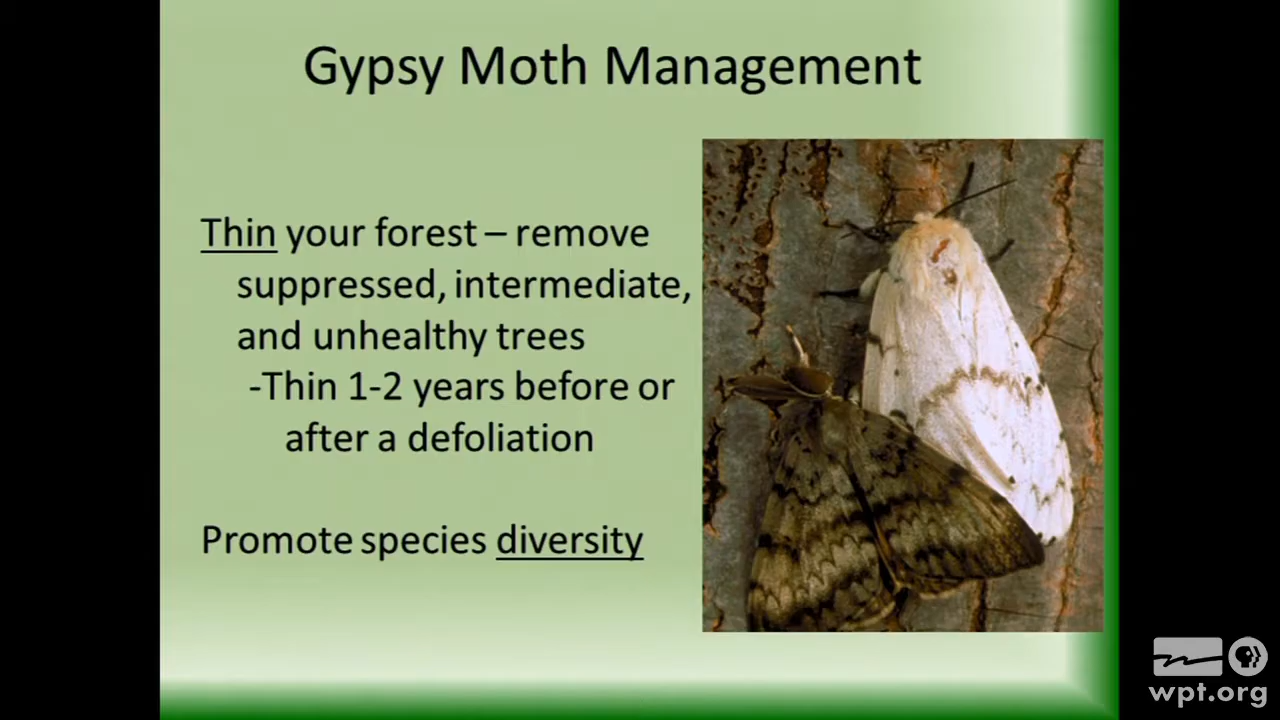 Gypsy Moth Management
Thin your forest – remove
suppressed, intermediate,
and unhealthy trees
-Thin 1-2 years before or
after a defoliation
Promote species diversity
wpt.org